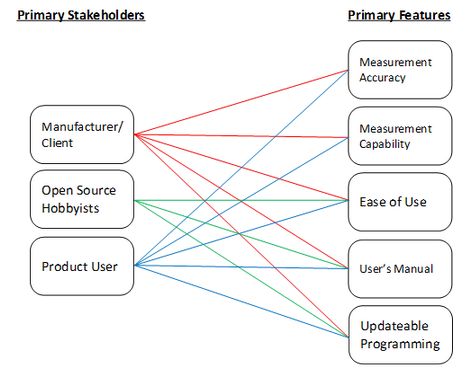 Primary Stakeholders
Primary Features
Manufacturer/
Client
Open Source
Hobbyists
Product User
Measurement
Accuracy
Measurement
Capability
Ease of Use
User's Manual
Updateable
Programming